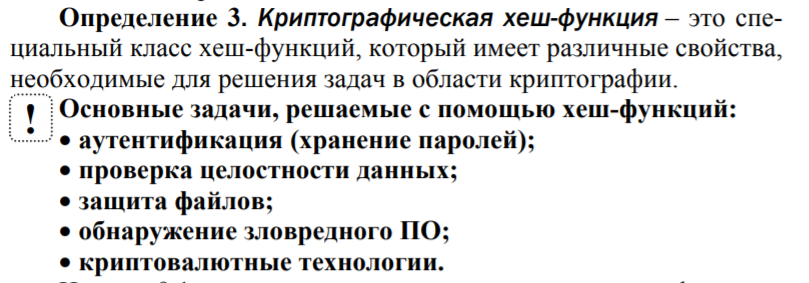 Определение 3. Криптографическая хеш-функция – это спе-
циальный класс хеш-функций, который имеет различные свойства,
необходимые для решения задач в области криптографии.
! Основные задачи, решаемые с помощью хеш-функций:
• аутентификация (хранение паролей);
• проверка целостности данных;
• защита файлов;
• обнаружение зловредного ПО;
• криптовалютные технологии.